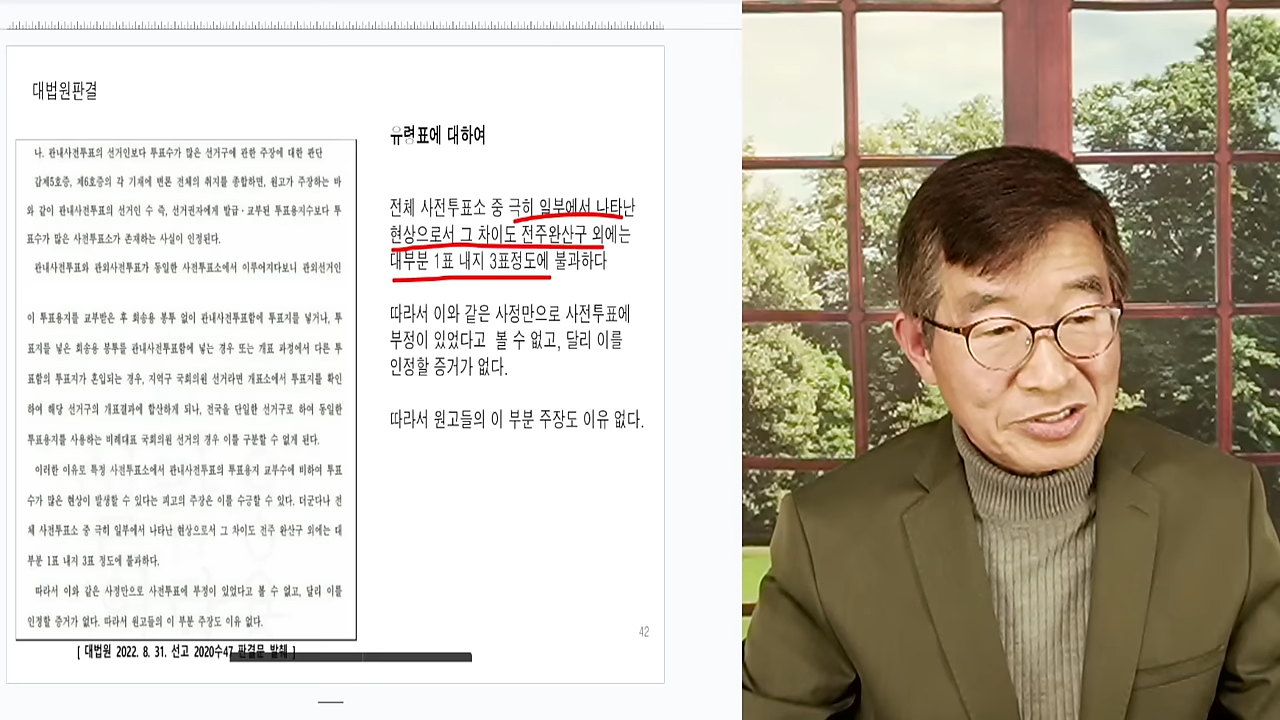 대법원판결
나. 관내사전투표의 선거인보다 투표수가 많은 선거구에 관한 주장에 대한 판단
갑제5호증, 제6호증의 각 기재에 변론 전체의 취지를 종합하면, 원고가 주장하는 바
와 같이 관내사전투표의 선거인 수 즉, 선거권자에게 발급·교부된 투표용지수보다 투
표수가 많은 사전투표소가 존재하는 사실이 인정된다.
관내사전투표와 관외사전투표가 동일한 사전투표소에서 이루어지다보니 관외선거인
이 투표용지를 교부받은 후 회송용 봉투 없이 관내사전투표함에 투표지를 넣거나, 투
표지를 넣은 회송용 봉투를 관내사전투표함에 넣는 경우 또는 개표 과정에서 다른 투
표함의 투표지가 혼입되는 경우, 지역구 국회의원 선거라면 개표소에서 투표지를 확인
하여 해당 선거구의 개표결과에 합산하게 되나, 전국을 단일한 선거구로 하여 동일한
투표용지를 사용하는 비례대표 국회의원 선거의 경우 이를 구분할 수 없게 된다.
이러한 이유로 특정 사전투표소에서 관내사전투표의 투표용지 교부수에 비하여 투표
수가 많은 현상이 발생할 수 있다는 피고의 주장은 이를 수긍할 수 있다. 더군다나 전
체 사전투표소 중 극히 일부에서 나타난 현상으로서 그 차이도 전주 완산구 외에는 대
부분 1표 내지 3표 정도에 불과하다.
따라서 이와 같은 사정만으로 사전투표에 부정이 있었다고 볼 수 없고, 달리 이를
인정할 증거가 없다. 따라서 원고들의 이 부분 주장도 이유 없다.
[ 대법원 2022. 8. 31. 선고 2020수47 판결문 발췌 ]
유령표에 대하여
전체 사전투표소 중 극히 일부에서 나타난
현상으로서 그 차이도 전주완산구 외에는
대부분 1표 내지 3표정도에 불과하다
따라서 이와 같은 사정만으로 사전투표에
부정이 있었다고 볼 수 없고, 달리 이를
인정할 증거가 없다.
따라서 원고들의 이 부분 주장도 이유 없다.
42